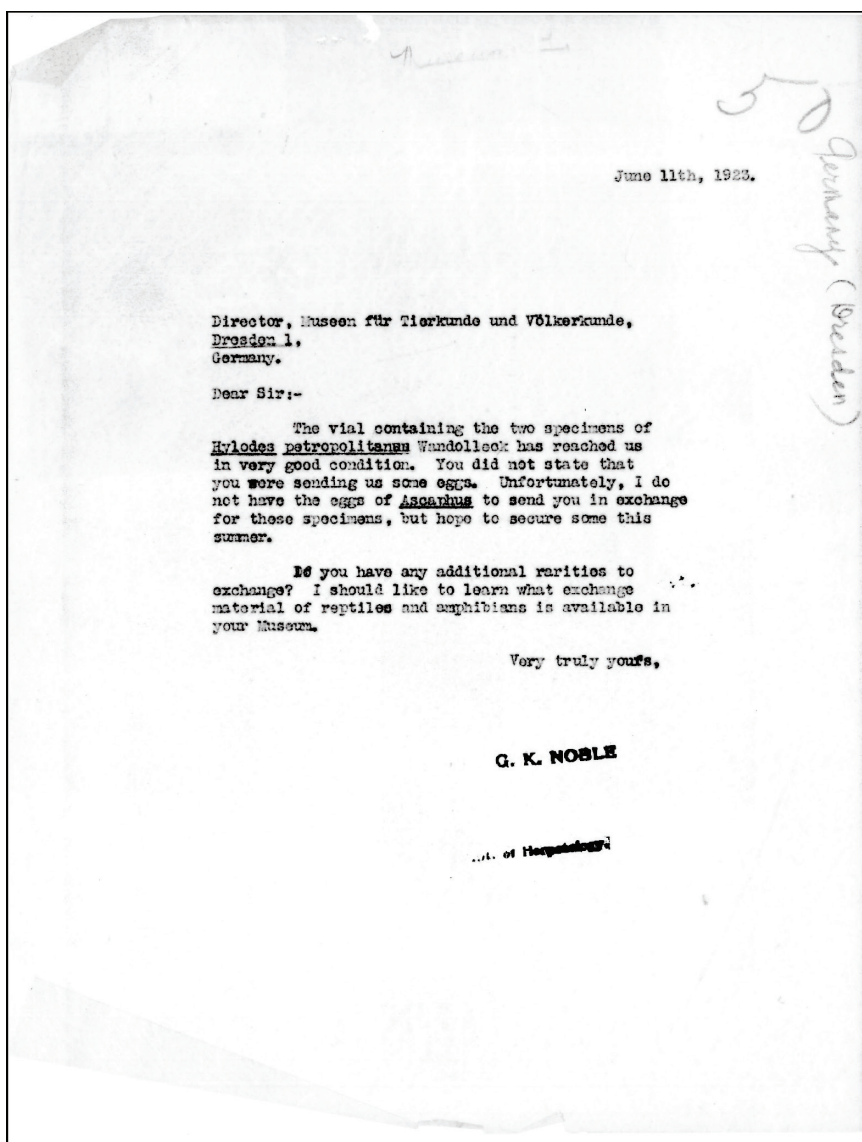 50
Germany (Dresden)
June 11th, 1923.
Director, Museen für Tierkunde und Völkerkunde,
Dresden 1,
Germany.
Dear Sir:-
The vial containing the two specimens of
Hylodes petropolitanus Wandolleck has reached us
in very good condition. You did not state that
you were sending us some eggs. Unfortunately, I do
not have the eggs of Ascaphus to send you in exchange
for these specimens, but hope to secure some this
summer.
Do you have any additional rarities to
exchange? I should like to learn what exchange
material of reptiles and amphibians is available in
your Museum.
Very truly yours,
G. K. NOBLE
of Herpetology.